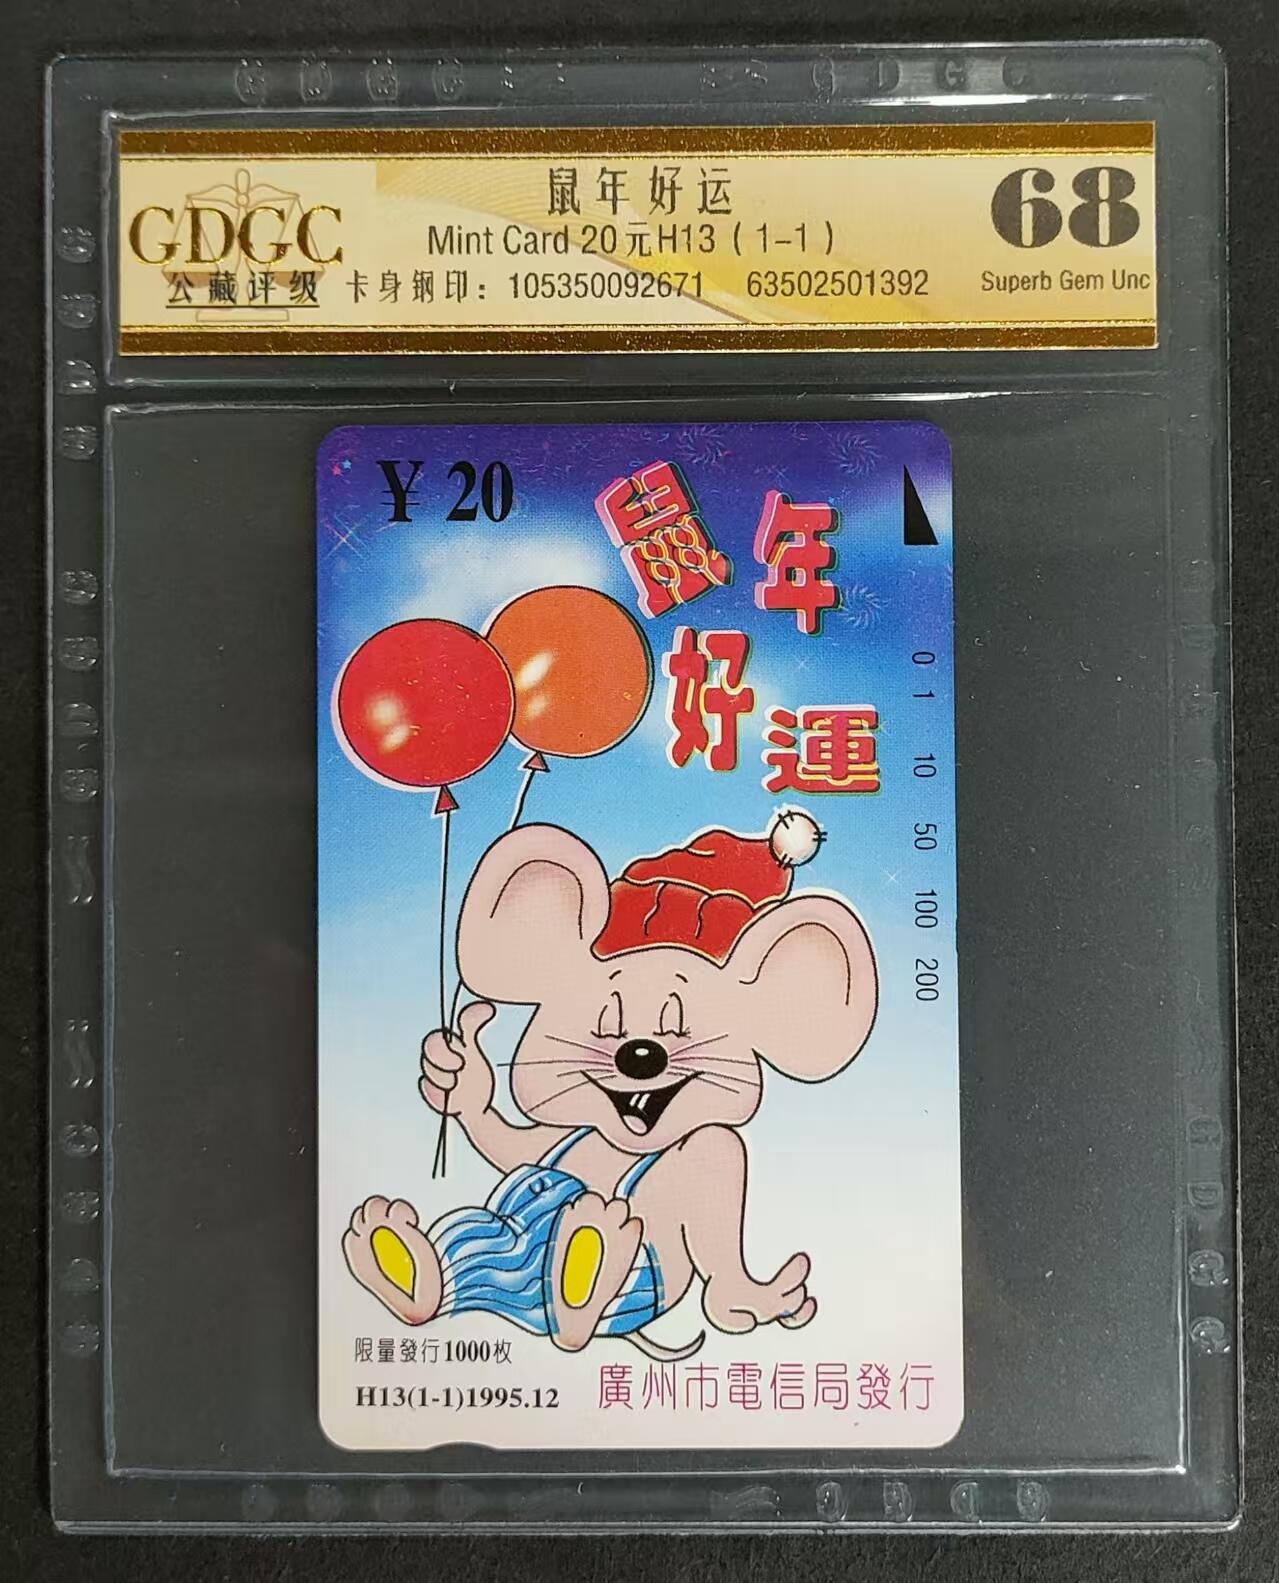 鼠年好运
68
GDGC
Mint Card 20元H13（1-1）
公藏评级
卡身钢印：105350092671 63502501392
Superb Gem Unc
¥20
鼠年
好運
0 1 10 50 100 200
限量發行1000枚
H13(1-1)1995.12
廣州市電信局發行